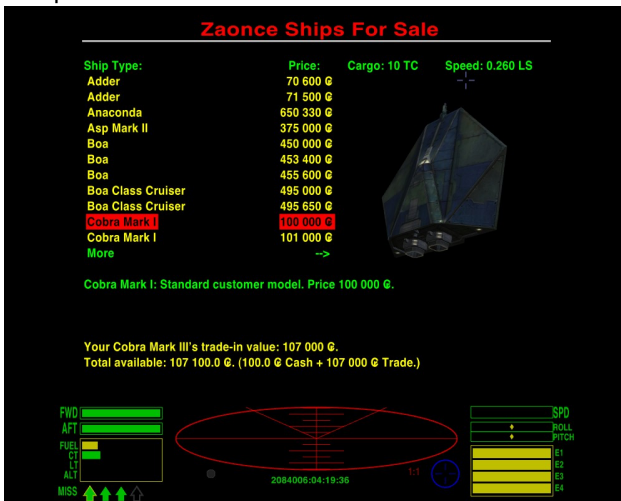 Zaonce Ships For Sale
Ship Type: Price: Cargo: 10 TC Speed: 0.260 LS
Adder 70 600 ₢
Adder 71 500 ₢
Anaconda 650 330 ₢
Asp Mark II 375 000 ₢
Boa 450 000 ₢
Boa 453 400 ₢
Boa 455 600 ₢
Boa Class Cruiser 495 000 ₢
Boa Class Cruiser 495 650 ₢
Cobra Mark I 100 000 ₢
Cobra Mark I 101 000 ₢
More -->
Cobra Mark I: Standard customer model. Price 100 000 ₢.
Your Cobra Mark III's trade-in value: 107 000 ₢.
Total available: 107 100.0 ₢. (100.0 ₢ Cash + 107 000 ₢ Trade.)
FWD SPD
AFT ROLL
PITCH
FUEL E1
CT E2
LT E3
ALT E4
1:1
2084006:04:19:36
MISS